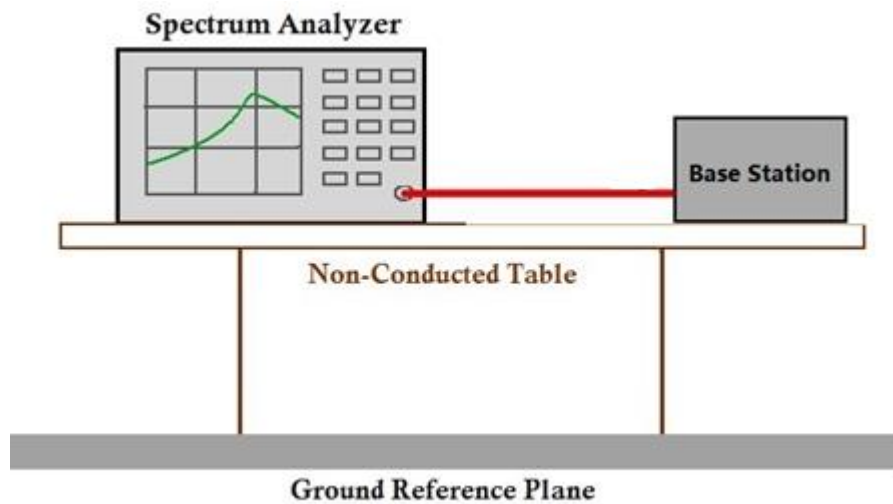 Spectrum Analyzer
Base Station
Non-Conducted Table
Ground Reference Plane